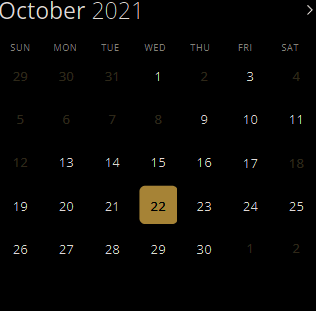 October 2021
SUN MON TUE WED THU FRI SAT
29 30 31 1 2 3 4
5 6 7 8 9 10 11
12 13 14 15 16 17 18
19 20 21 22 23 24 25
26 27 28 29 30 1 2